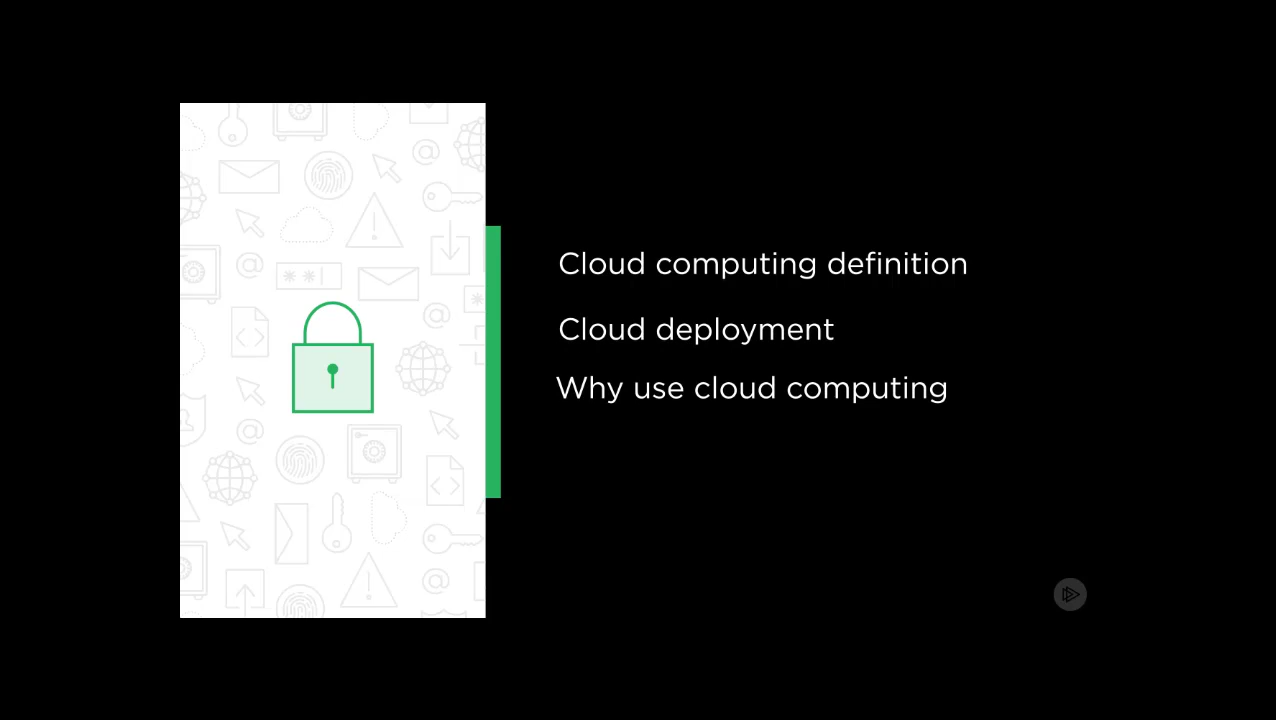 Cloud computing definition
Cloud deployment
Why use cloud computing